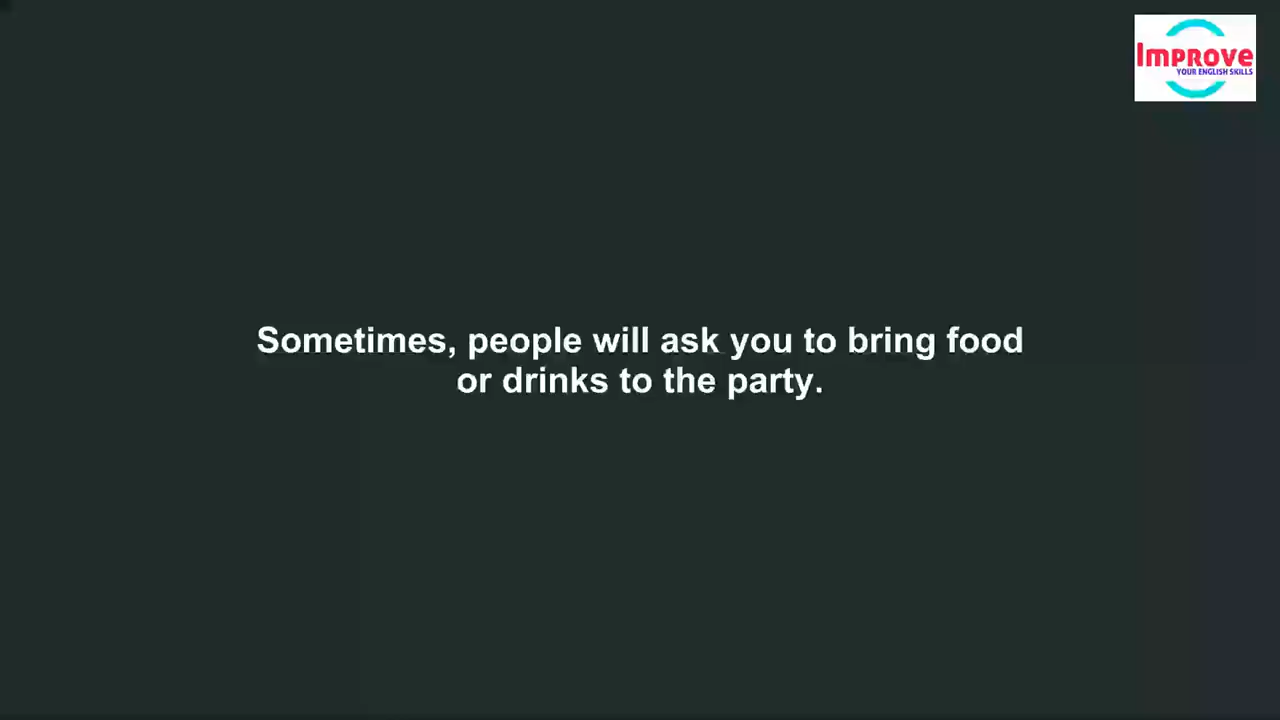 Improve
YOUR ENGLISH SKILLS
Sometimes, people will ask you to bring food
or drinks to the party.